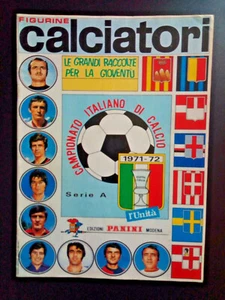 FIGURINE
calciatori
LE GRANDI RACCOLTE
PER LA GIOVENTÙ
CAMPIONATO ITALIANO DI CALCIO
1971-72
Serie A
l'Unità
EDIZIONI PANINI MODENA